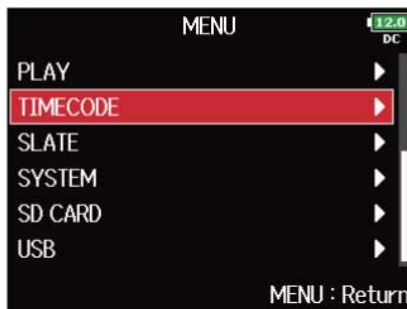 MENU
12.0
DC
PLAY
TIMECODE
SLATE
SYSTEM
SD CARD
USB
MENU : Return